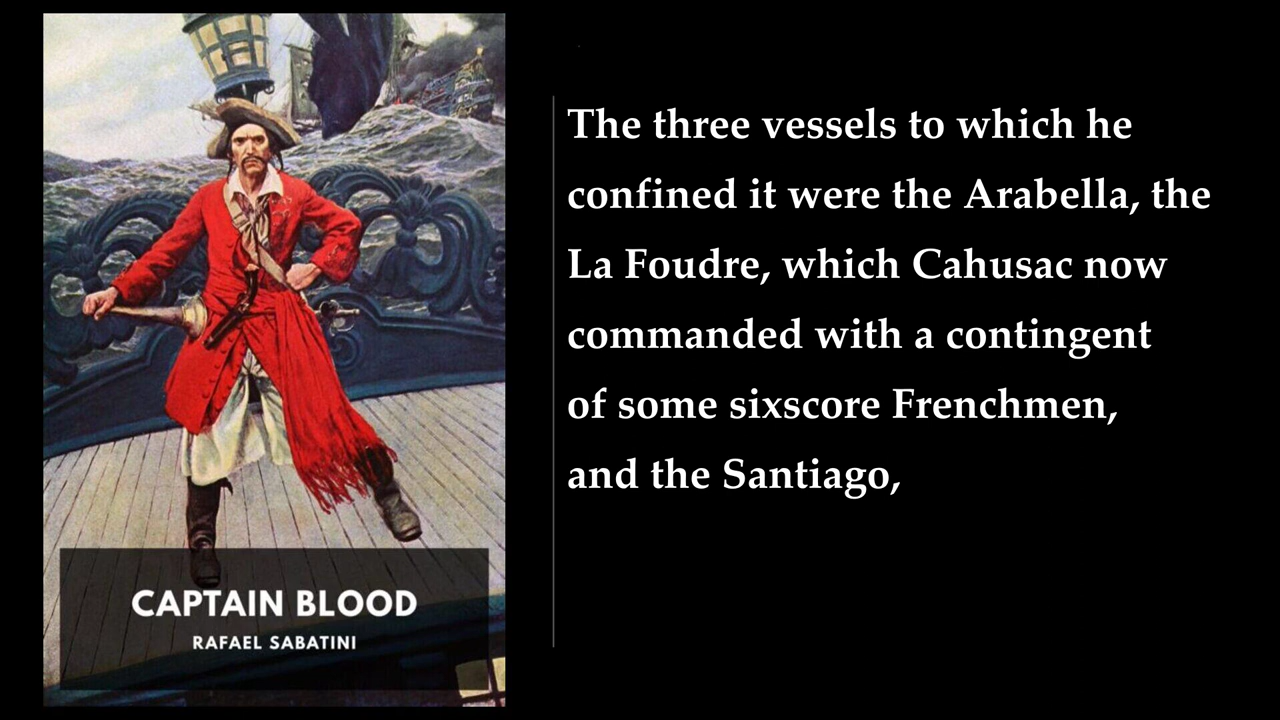 The three vessels to which he
confined it were the Arabella, the
La Foudre, which Cahusac now
commanded with a contingent
of some sixscore Frenchmen,
and the Santiago,
CAPTAIN BLOOD
RAFAEL SABATINI